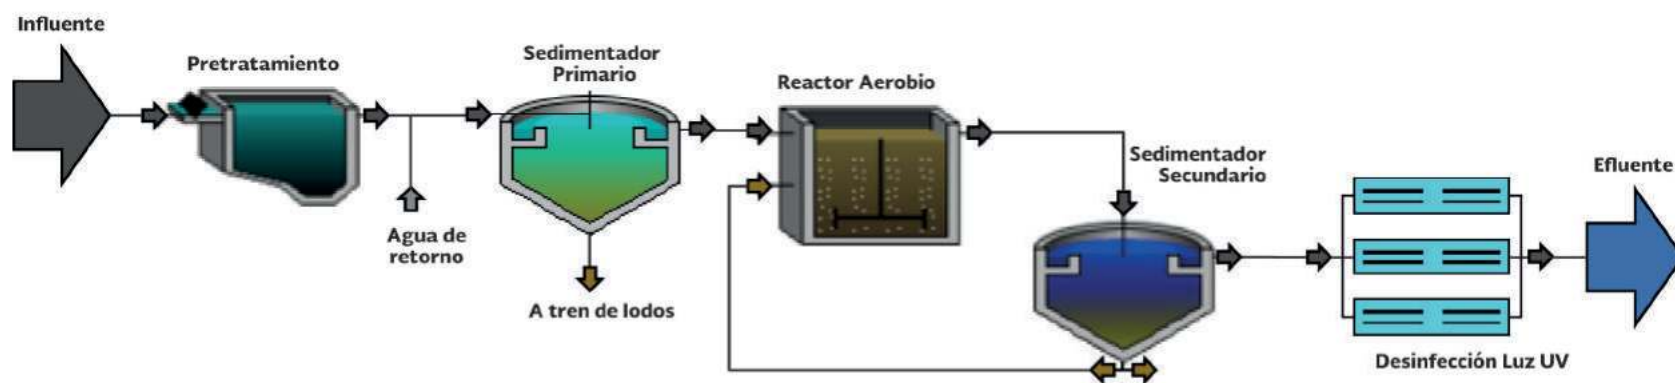 Influente
Pretratamiento
Sedimentador
Primario
Reactor Aerobio
Agua de
retorno
A tren de lodos
Sedimentador
Secundario
Efluente
Desinfección Luz UV